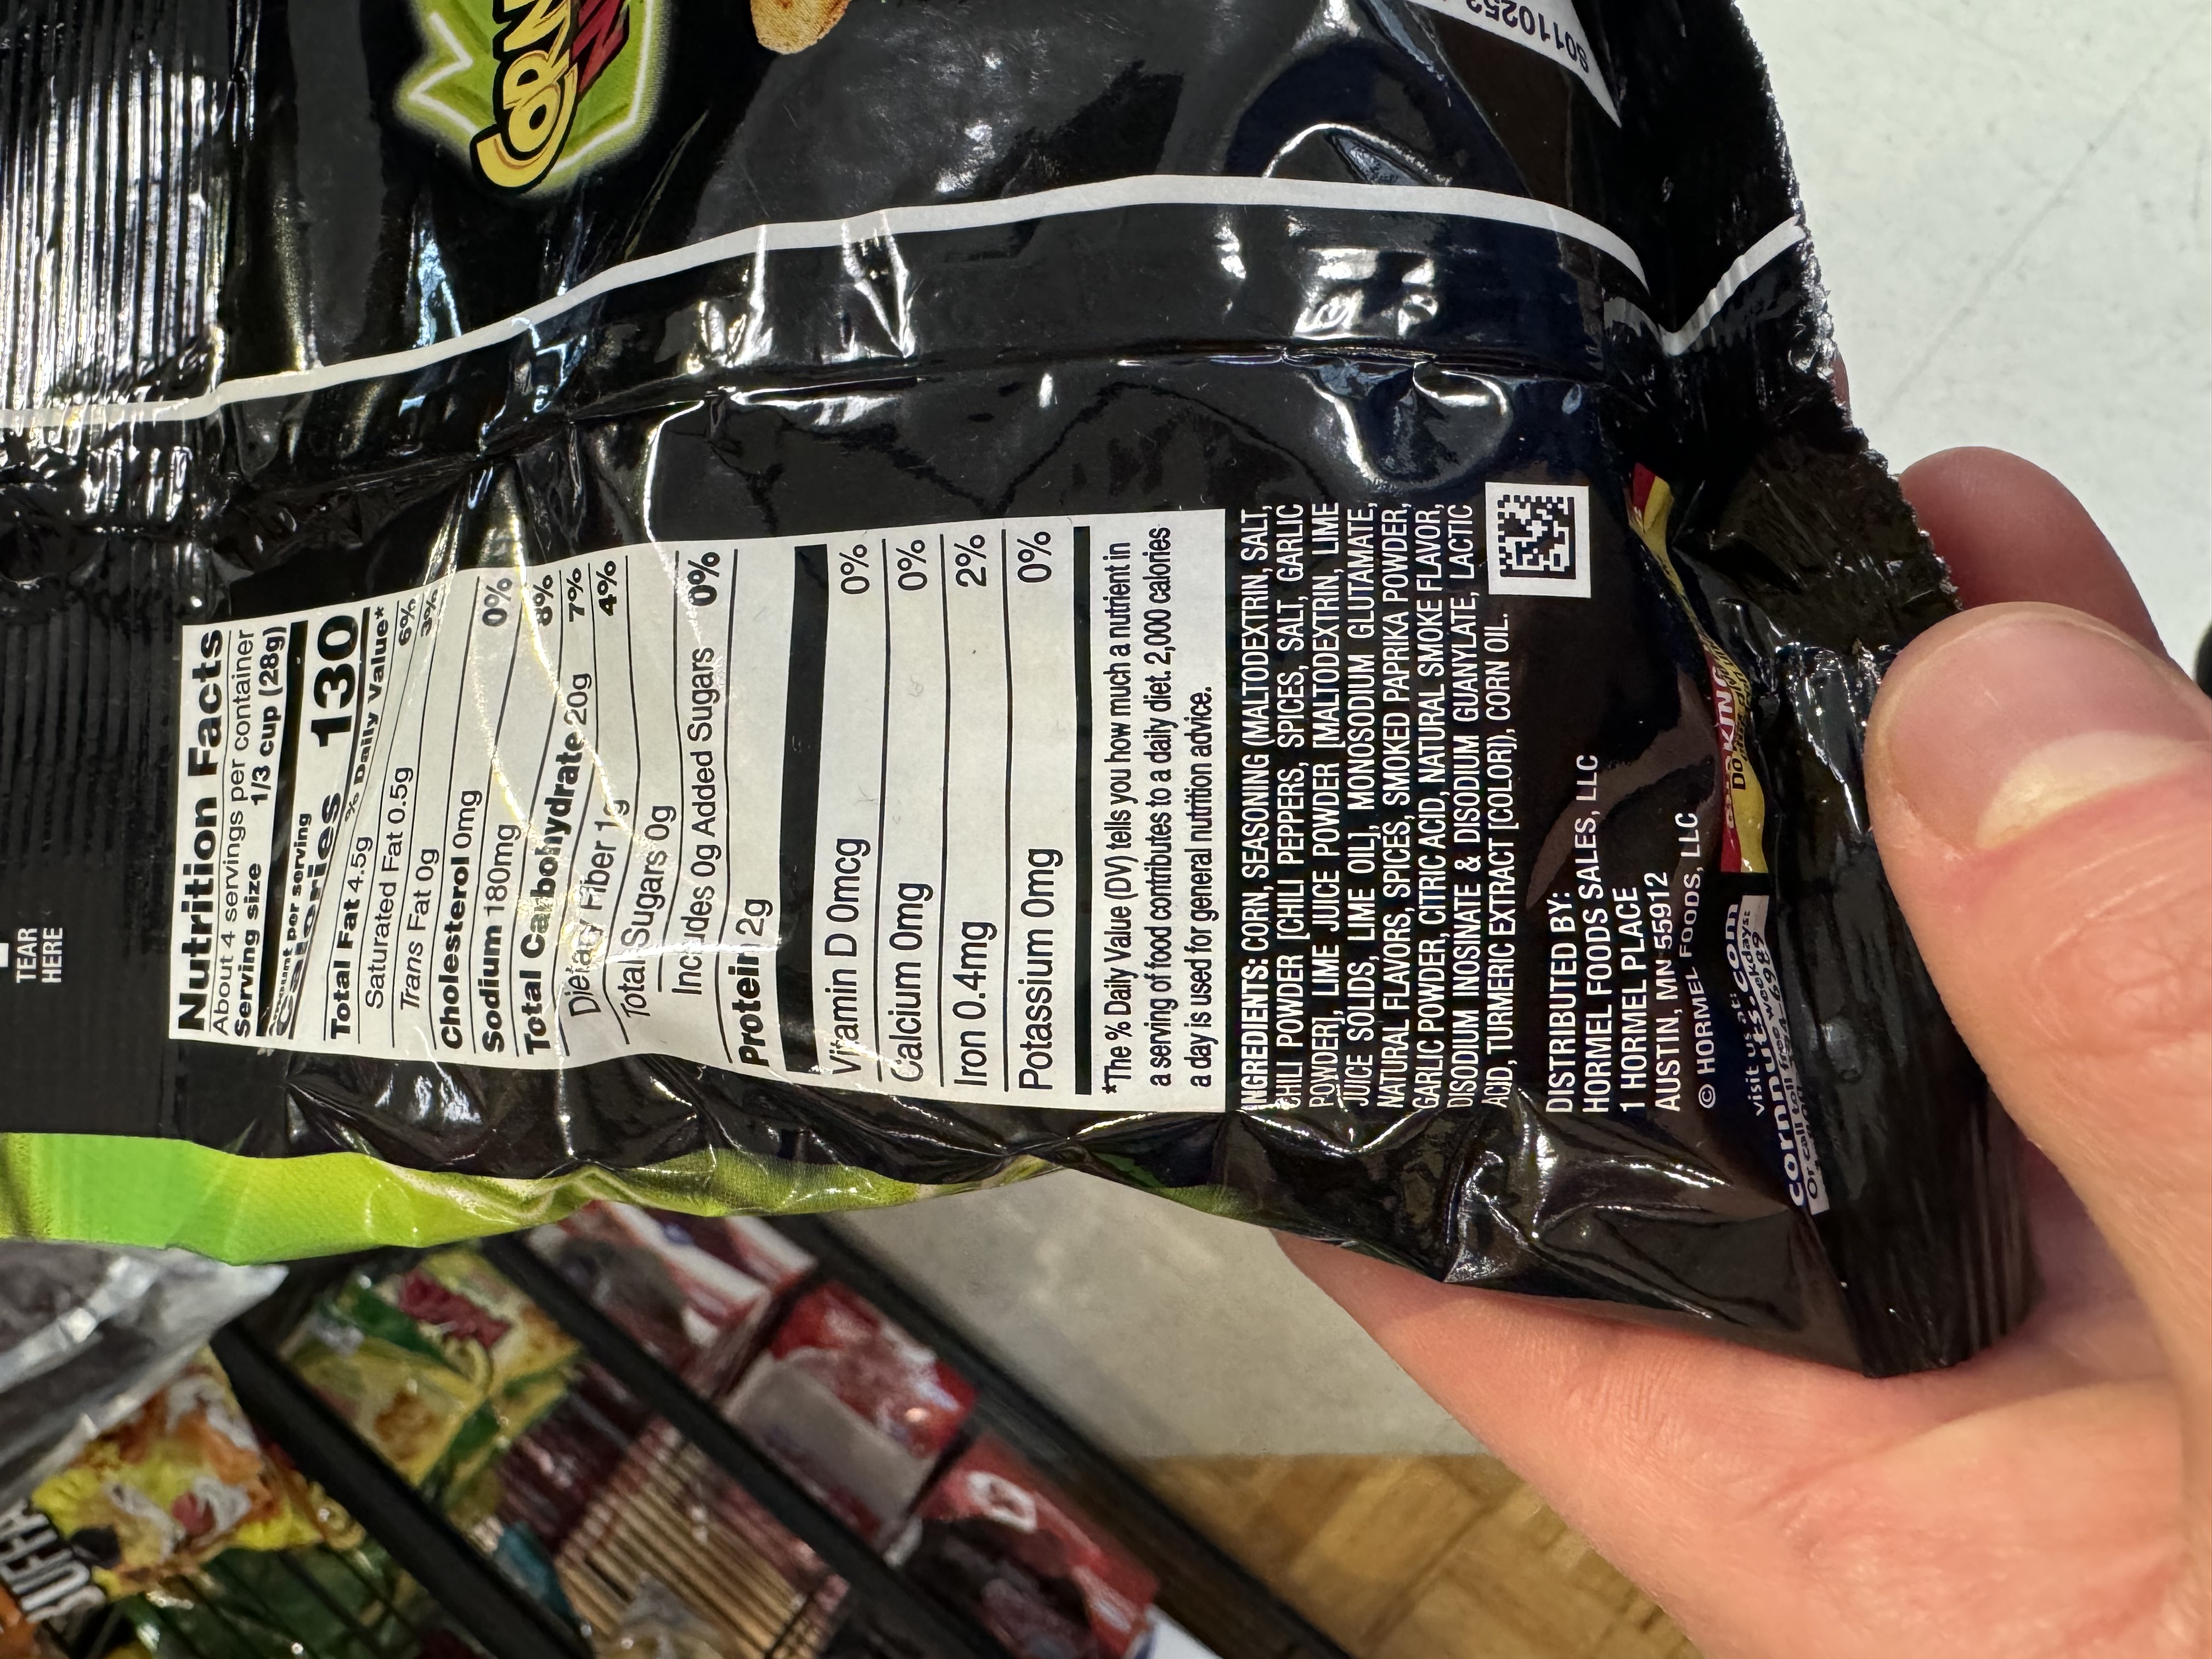 BUFFA
TEAR
HERE
Nutrition Facts
About 4 servings per container
Serving size 1/3 cup (28g)
Amount per serving
Calories 130
% Daily Value*
Total Fat 4.5g 6%
Saturated Fat 0.5g 3%
Trans Fat 0g
Cholesterol 0mg 0%
Sodium 180mg 8%
Total Carbohydrate 20g 7%
Dietary Fiber 1g 4%
Total Sugars 0g
Includes 0g Added Sugars 0%
Protein 2g
Vitamin D 0mcg 0%
Calcium 0mg 0%
Iron 0.4mg 2%
Potassium 0mg 0%
*The % Daily Value (DV) tells you how much a nutrient in
a serving of food contributes to a daily diet. 2,000 calories
a day is used for general nutrition advice.
INGREDIENTS: CORN, SEASONING (MALTODEXTRIN, SALT,
CHILI POWDER [CHILI PEPPERS, SPICES, SALT, GARLIC
POWDER], LIME JUICE POWDER [MALTODEXTRIN, LIME
JUICE SOLIDS, LIME OIL], MONOSODIUM GLUTAMATE,
NATURAL FLAVORS, SPICES, SMOKED PAPRIKA POWDER,
GARLIC POWDER, CITRIC ACID, NATURAL SMOKE FLAVOR,
DISODIUM INOSINATE & DISODIUM GUANYLATE, LACTIC
ACID, TURMERIC EXTRACT [COLOR]), CORN OIL.
DISTRIBUTED BY:
HORMEL FOODS SALES, LLC
1 HORMEL PLACE
AUSTIN, MN 55912
© HORMEL FOODS, LLC
visit us at:
cornnuts.com
Or call toll free weekdays:
CORN